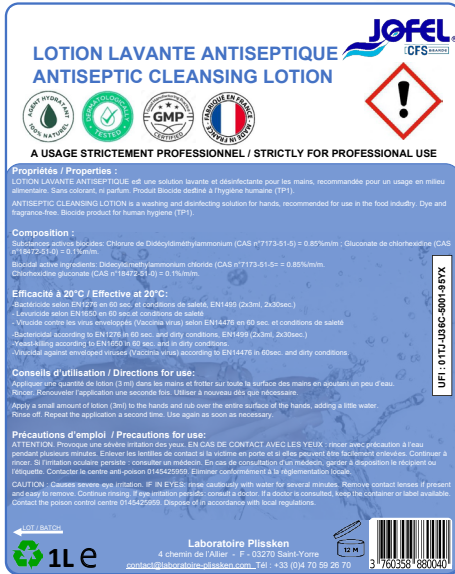 JOFEL®
CFS BRANDS
LOTION LAVANTE ANTISEPTIQUE
ANTISEPTIC CLEANSING LOTION
AGENT HYDRATANT 100% NATUREL
DERMATOLOGICALLY TESTED
GMP CERTIFIED
FABRIQUÉ EN FRANCE MADE IN FRANCE
A USAGE STRICTEMENT PROFESSIONNEL / STRICTLY FOR PROFESSIONAL USE
Propriétés / Properties :
LOTION LAVANTE ANTISEPTIQUE est une solution lavante et désinfectante pour les mains, recommandée pour un usage en milieu
alimentaire. Sans colorant, ni parfum. Produit Biocide destiné à l'hygiène humaine (TP1).
ANTISEPTIC CLEANSING LOTION is a washing and disinfecting solution for hands, recommended for use in the food industry. Dye and
fragrance-free. Biocide product for human hygiene (TP1).
Composition :
Substances actives biocides: Chlorure de Didécyldiméthylammonium (CAS n°7173-51-5) = 0.85%m/m ; Gluconate de chlorhexidine (CAS
n°18472-51-0) = 0.1%m/m.
Biocidal active ingredients: Didecyldimethylammonium chloride (CAS n°7173-51-5= = 0.85%/m/m.
Chlorhexidine gluconate (CAS n°18472-51-0) = 0.1%/m/m.
Efficacité à 20°C / Effective at 20°C:
-Bactéricide selon EN1276 en 60 sec. et conditions de saleté, EN1499 (2x3ml, 2x30sec.)
- Levuricide selon EN1650 en 60 sec.et conditions de saleté
- Virucide contre les virus enveloppés (Vaccinia virus) selon EN14476 en 60 sec. et conditions de saleté
-Bactericidal according to EN1276 in 60 sec. and dirty conditions, EN1499 (2x3ml, 2x30sec.)
-Yeast-killing according to EN1650 in 60 sec. and in dirty conditions.
-Virucidal against enveloped viruses (Vaccinia virus) according to EN14476 in 60sec. and dirty conditions.
UFI : 01TJ-U36C-5001-95YX
Conseils d'utilisation / Directions for use:
Appliquer une quantité de lotion (3 ml) dans les mains et frotter sur toute la surface des mains en ajoutant un peu d'eau.
Rincer. Renouveler l'application une seconde fois. Utiliser à nouveau dès que nécessaire.
Apply a small amount of lotion (3ml) to the hands and rub over the entire surface of the hands, adding a little water.
Rinse off. Repeat the application a second time. Use again as soon as necessary.
Précautions d'emploi / Precautions for use:
ATTENTION. Provoque une sévère irritation des yeux. EN CAS DE CONTACT AVEC LES YEUX : rincer avec précaution à l'eau
pendant plusieurs minutes. Enlever les lentilles de contact si la victime en porte et si elles peuvent être facilement enlevées. Continuer à
rincer. Si l'irritation oculaire persiste : consulter un médecin. En cas de consultation d'un médecin, garder à disposition le récipient ou
l'étiquette. Contacter le centre anti-poison 0145425959. Eliminer conformément à la réglementation locale.
CAUTION : Causes severe eye irritation. IF IN EYES: rinse cautiously with water for several minutes. Remove contact lenses if present
and easy to remove. Continue rinsing. If eye irritation persists: consult a doctor. If a doctor is consulted, keep the container or label available.
Contact the poison control centre 0145425959. Dispose of in accordance with local regulations.
LOT / BATCH
1L e
Laboratoire Plissken
4 chemin de l'Allier - F - 03270 Saint-Yorre
contact@laboratoire-plissken.com Tél : +33 (0)4 70 59 26 70
12 M
3 760358 880040